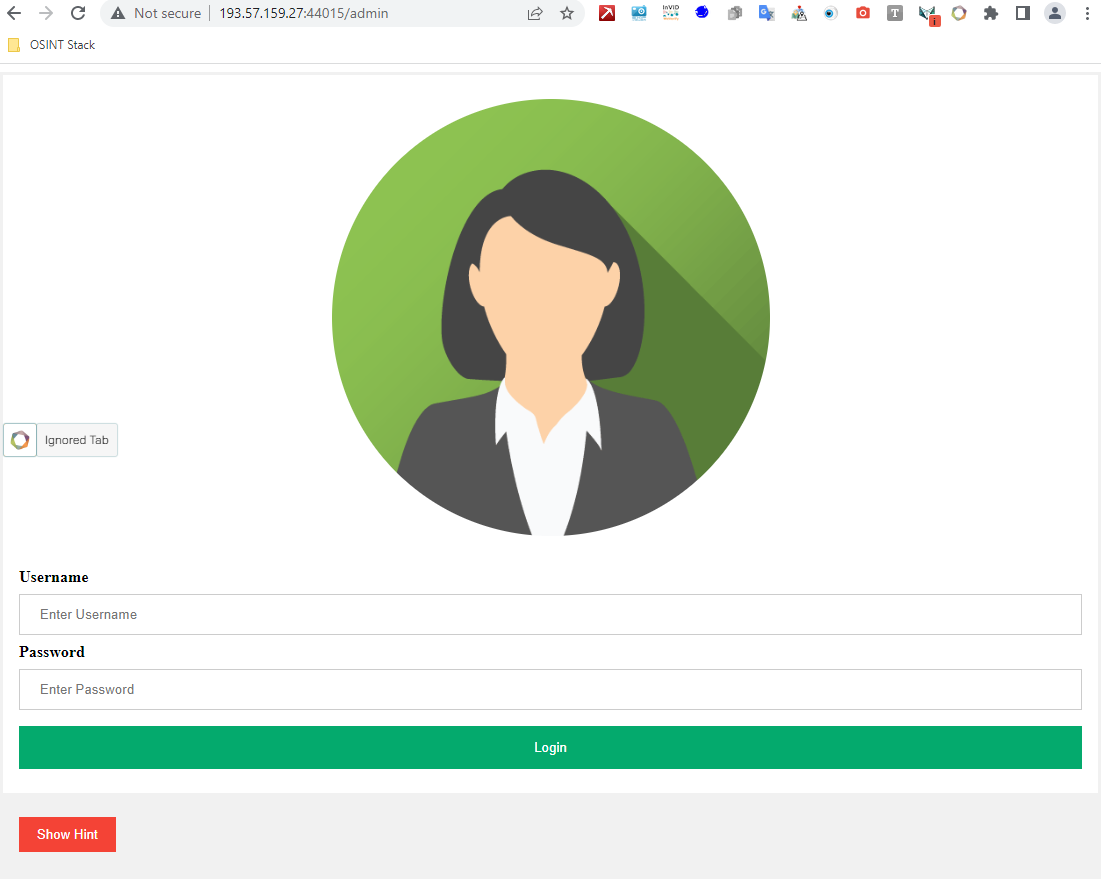 Not secure 193.57.159.27:44015/admin
InVID
T
OSINT Stack
Ignored Tab
Username
Enter Username
Password
Enter Password
Login
Show Hint